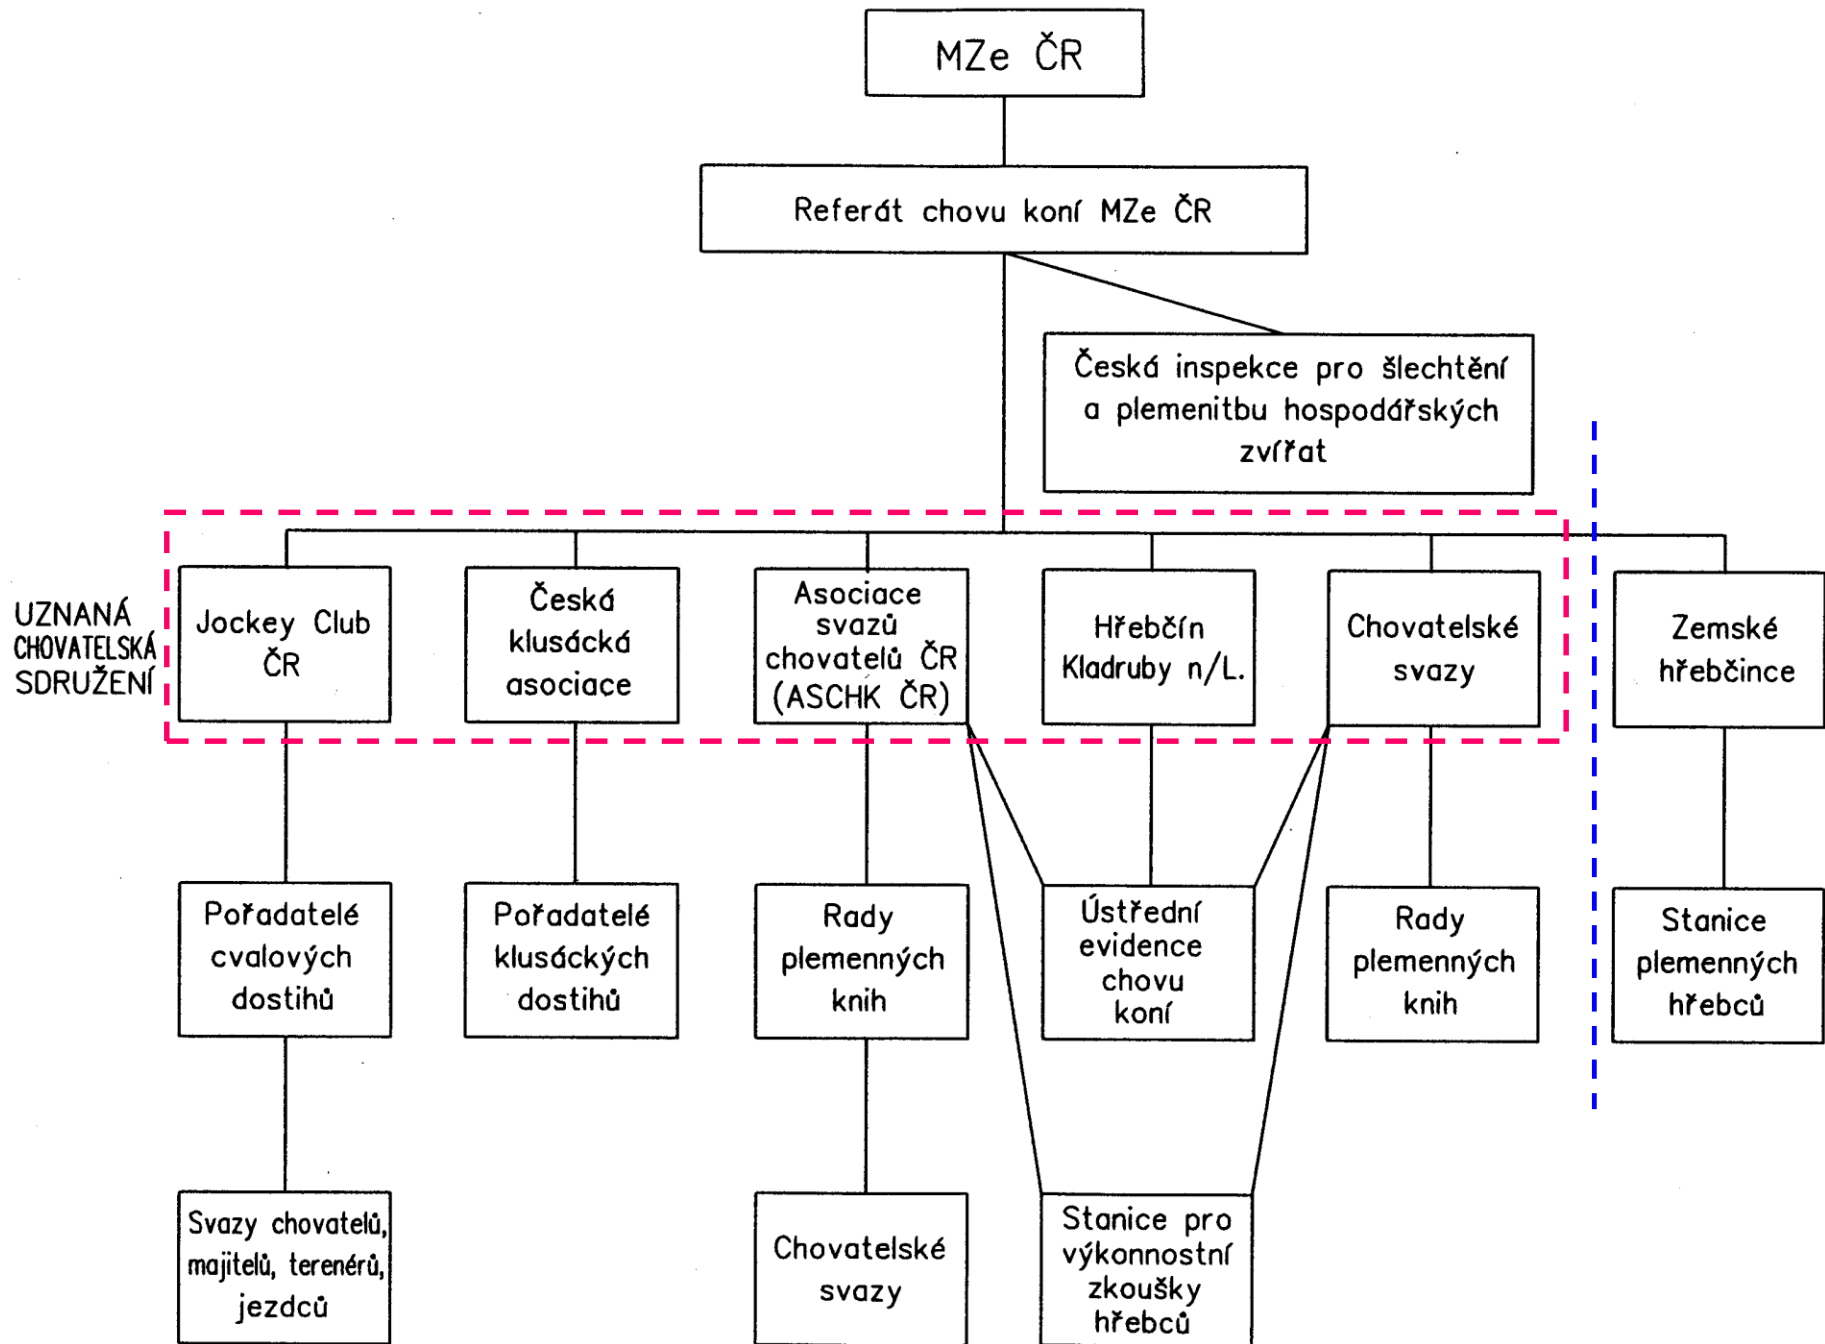 MZe ČR
Referát chovu koní MZe ČR
Česká inspekce pro šlechtění
a plemenitbu hospodářských
zvířat
UZNANÁ
CHOVATELSKÁ
SDRUŽENÍ
Jockey Club
ČR
Česká
klusácká
asociace
Asociace
svazů
chovatelů ČR
(ASCHK ČR)
Hřebčín
Kladruby n/L.
Chovatelské
svazy
Zemské
hřebčince
Pořadatelé
cvalových
dostihů
Pořadatelé
klusáckých
dostihů
Rady
plemenných
knih
Ústřední
evidence
chovu
koní
Rady
plemenných
knih
Stanice
plemenných
hřebců
Svazy chovatelů,
majitelů, terenérů,
jezdců
Chovatelské
svazy
Stanice pro
výkonnostní
zkoušky
hřebců